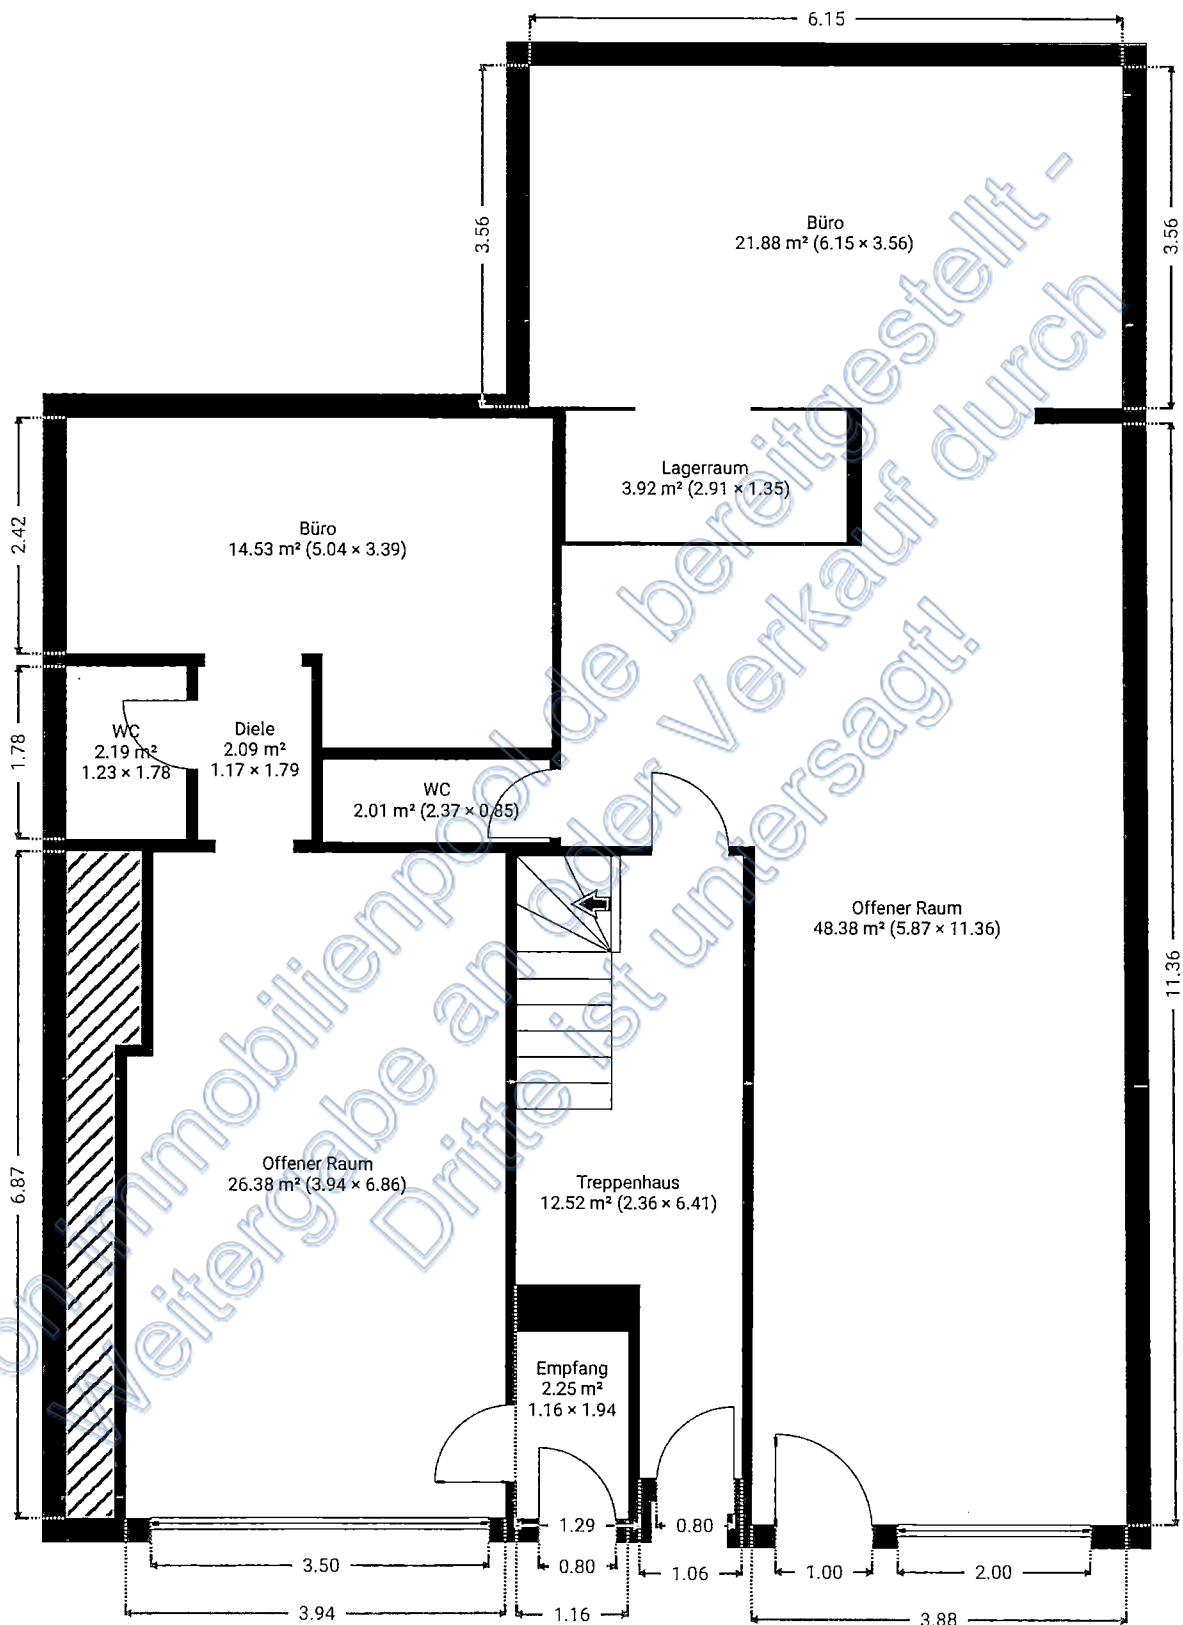 6.15
3.56
3.56
Büro
21.88 m² (6.15 × 3.56)
Lagerraum
3.92 m² (2.91 × 1.35)
2.42
Büro
14.53 m² (5.04 × 3.39)
1.78
WC
2.19 m²
1.23 × 1.78
Diele
2.09 m²
1.17 × 1.79
WC
2.01 m² (2.37 × 0.85)
Offener Raum
48.38 m² (5.87 × 11.36)
11.36
6.87
Offener Raum
26.38 m² (3.94 × 6.86)
Treppenhaus
12.52 m² (2.36 × 6.41)
Empfang
2.25 m²
1.16 × 1.94
1.29
0.80
3.50
0.80
1.06
1.00
2.00
3.94
1.16
3.88
on immobilienpool.de bereitgestellt -
Weitergabe an oder Verkauf durch
Dritte ist untersagt!